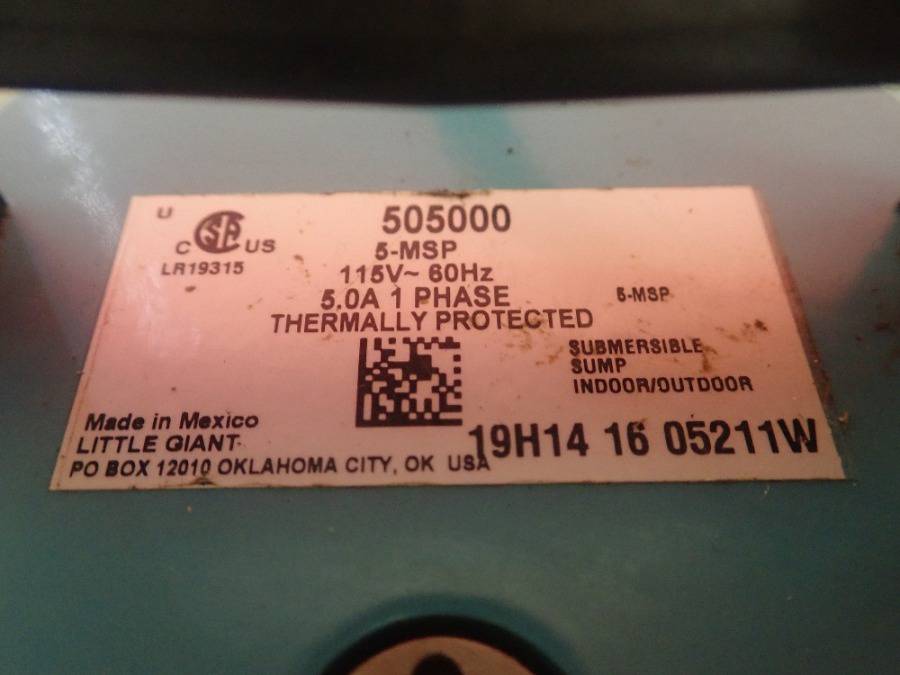 U
505000
C SA US
5-MSP
LR19315
115V~ 60Hz
5.0A 1 PHASE
5-MSP
THERMALLY PROTECTED
SUBMERSIBLE
SUMP
INDOOR/OUTDOOR
Made in Mexico
LITTLE GIANT
19H14 16 05211W
PO BOX 12010 OKLAHOMA CITY, OK USA